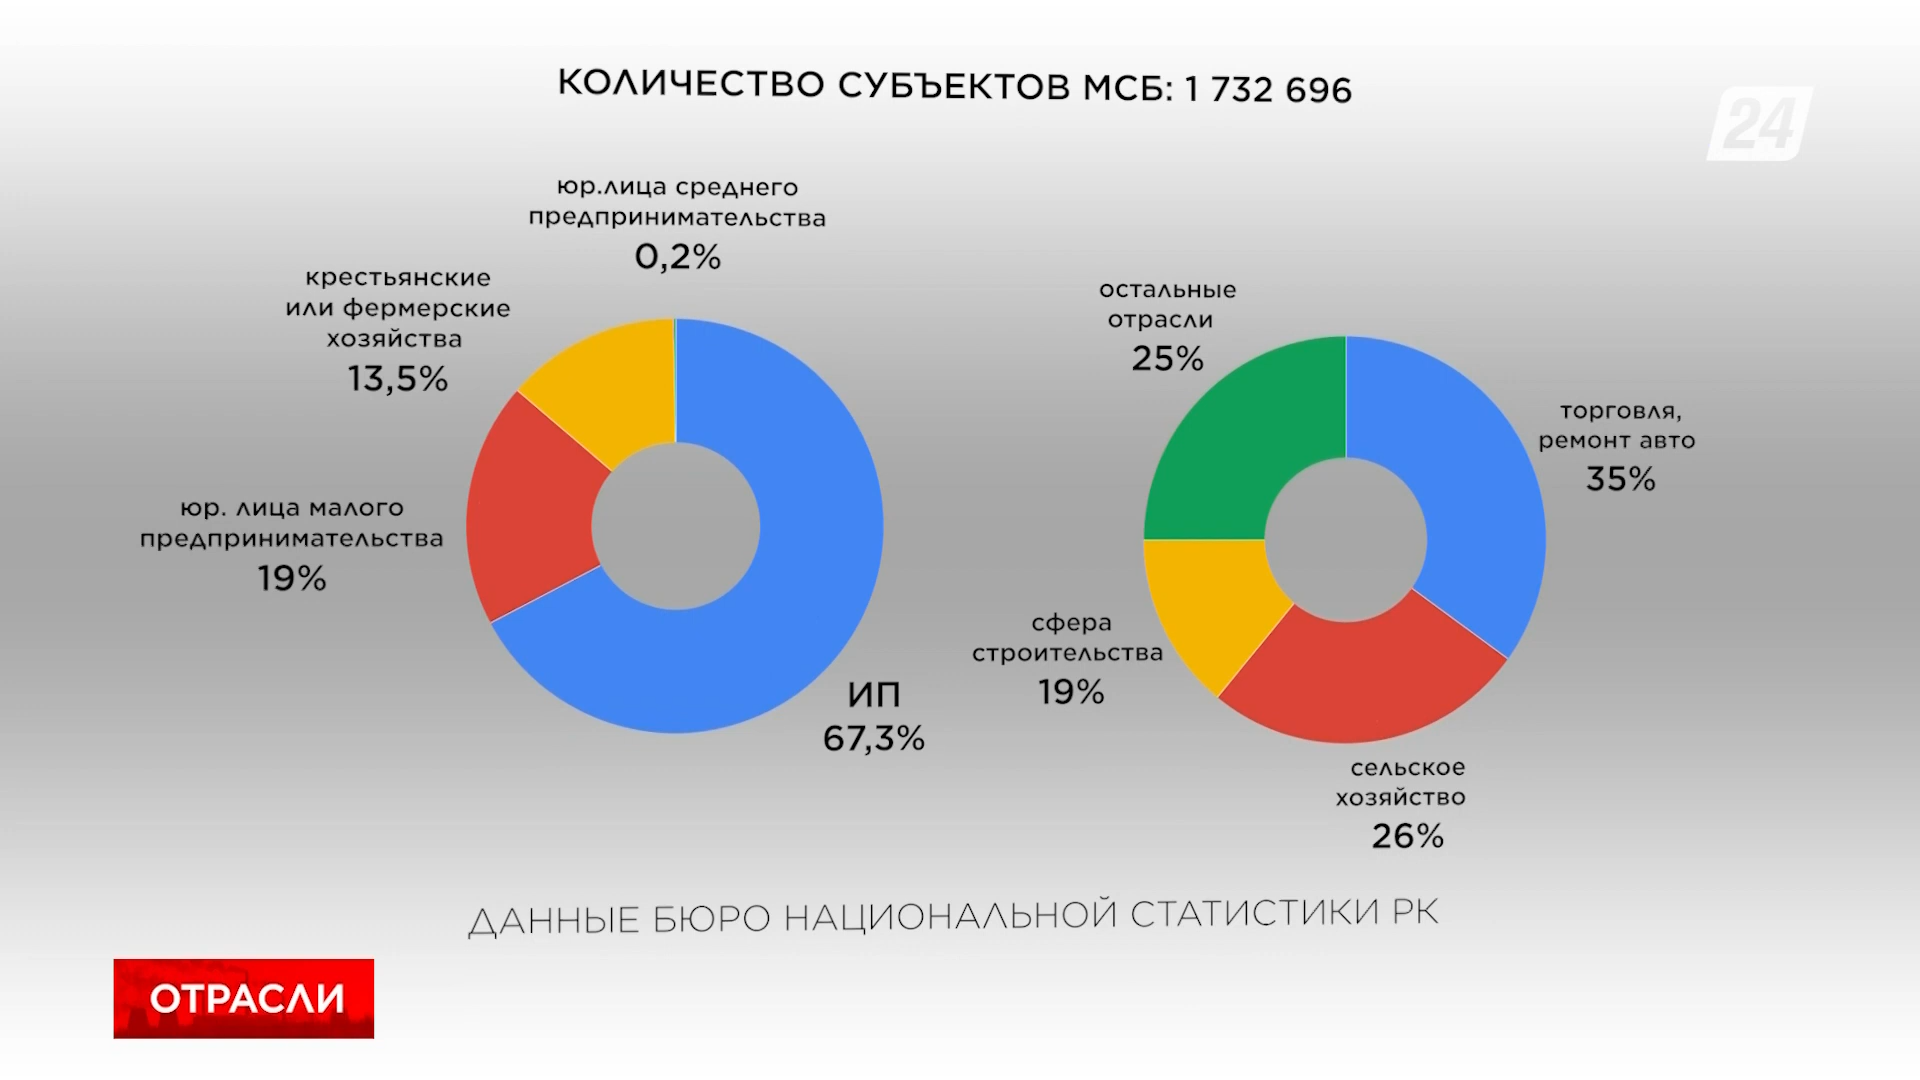 КОЛИЧЕСТВО СУБЪЕКТОВ МСБ: 1 732 696
24
юр.лица среднего
предпринимательства
0,2%
крестьянские
или фермерские
хозяйства
13,5%
юр. лица малого
предпринимательства
19%
ИП
67,3%
остальные
отрасли
25%
торговля,
ремонт авто
35%
сфера
строительства
19%
сельское
хозяйство
26%
ДАННЫЕ БЮРО НАЦИОНАЛЬНОЙ СТАТИСТИКИ РК
ОТРАСЛИ